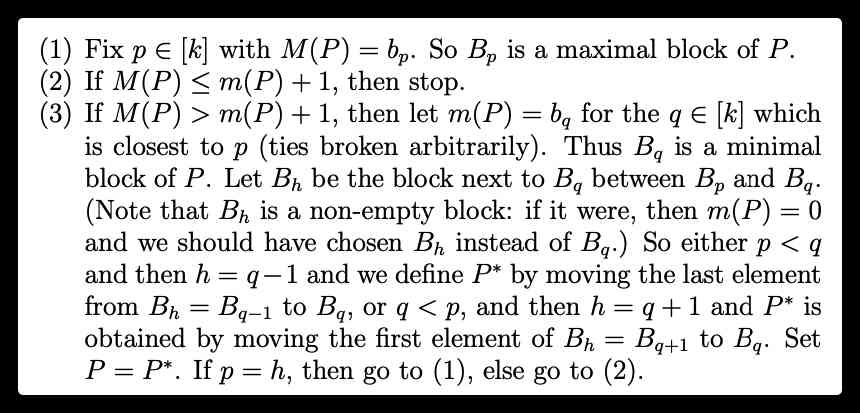 (1) Fix p ∈ [k] with M(P) = b_p. So B_p is a maximal block of P.
(2) If M(P) ≤ m(P) + 1, then stop.
(3) If M(P) > m(P) + 1, then let m(P) = b_q for the q ∈ [k] which
is closest to p (ties broken arbitrarily). Thus B_q is a minimal
block of P. Let B_h be the block next to B_q between B_p and B_q.
(Note that B_h is a non-empty block: if it were, then m(P) = 0
and we should have chosen B_h instead of B_q.) So either p < q
and then h = q−1 and we define P* by moving the last element
from B_h = B_{q−1} to B_q, or q < p, and then h = q + 1 and P* is
obtained by moving the first element of B_h = B_{q+1} to B_q. Set
P = P*. If p = h, then go to (1), else go to (2).